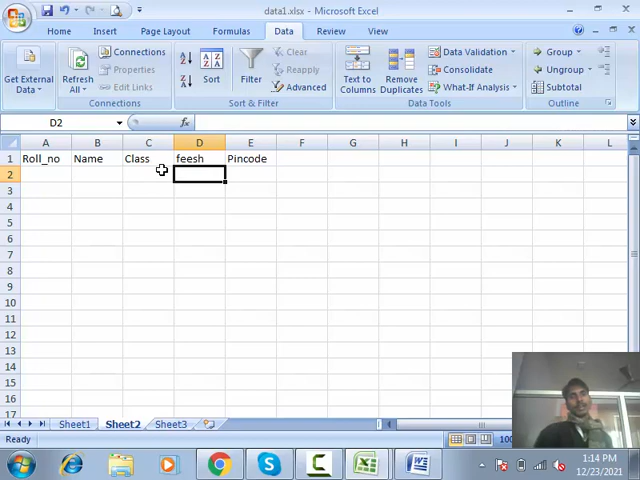 data1.xlsx - Microsoft Excel
Home Insert Page Layout Formulas Data Review View
Get External Data
Refresh All
Connections
Properties
Edit Links
Connections
Sort
Filter
Clear
Reapply
Advanced
Sort & Filter
Text to Columns
Remove Duplicates
Data Validation
Consolidate
What-If Analysis
Data Tools
Group
Ungroup
Subtotal
Outline
D2 fx
A B C D E F G H I J K L
1 Roll_no Name Class feesh Pincode
2
3
4
5
6
7
8
9
10
11
12
13
14
15
16
17
Sheet1 Sheet2 Sheet3
Ready 100
1:14 PM
12/23/2021